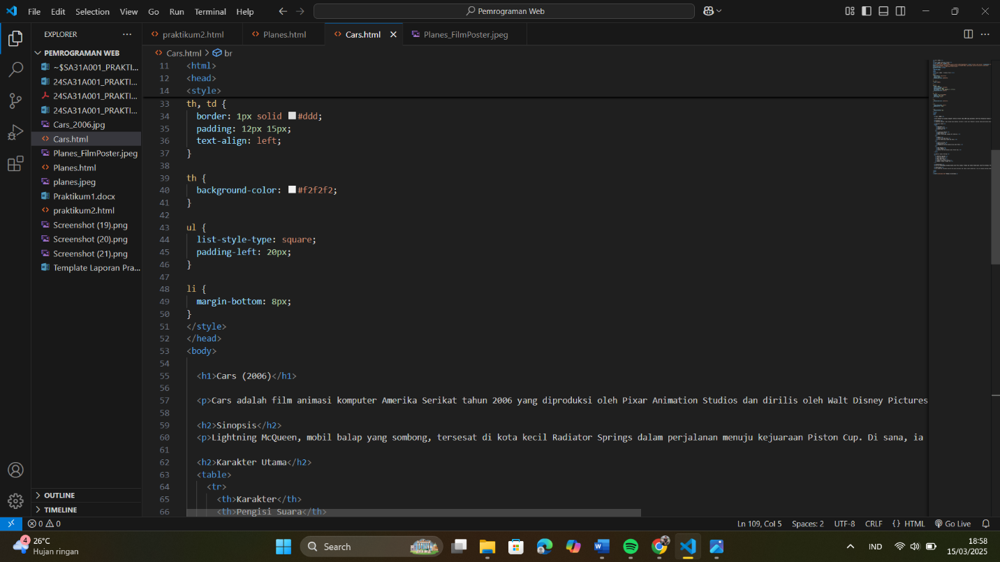 File Edit Selection View Go Run Terminal Help
Pemrograman Web
EXPLORER
praktikum2.html
Planes.html
Cars.html
Planes_FilmPoster.jpeg
PEMROGRAMAN WEB
~$SA31A001_PRAKTI...
24SA31A001_PRAKTI...
24SA31A001_PRAKTI...
24SA31A001_PRAKTI...
Cars_2006.jpg
Cars.html
Planes_FilmPoster.jpeg
Planes.html
planes.jpeg
Praktikum1.docx
praktikum2.html
Screenshot (19).png
Screenshot (20).png
Screenshot (21).png
Template Laporan Pra...
OUTLINE
TIMELINE
Cars.html > br
11 <html>
12 <head>
14 <style>
33 th, td {
34 border: 1px solid #ddd;
35 padding: 12px 15px;
36 text-align: left;
37 }
38
39 th {
40 background-color: #f2f2f2;
41 }
42
43 ul {
44 list-style-type: square;
45 padding-left: 20px;
46 }
47
48 li {
49 margin-bottom: 8px;
50 }
51 </style>
52 </head>
53 <body>
54
55 <h1>Cars (2006)</h1>
56
57 <p>Cars adalah film animasi komputer Amerika Serikat tahun 2006 yang diproduksi oleh Pixar Animation Studios dan dirilis oleh Walt Disney Pictures
58
59 <h2>Sinopsis</h2>
60 <p>Lightning McQueen, mobil balap yang sombong, tersesat di kota kecil Radiator Springs dalam perjalanan menuju kejuaraan Piston Cup. Di sana, ia
61
62 <h2>Karakter Utama</h2>
63 <table>
64 <tr>
65 <th>Karakter</th>
66 <th>Pengisi Suara</th>
0 0 Ln 109, Col 5 Spaces: 2 UTF-8 CRLF {} HTML Go Live
4 26°C
Hujan ringan
Search
IND
18:58
15/03/2025